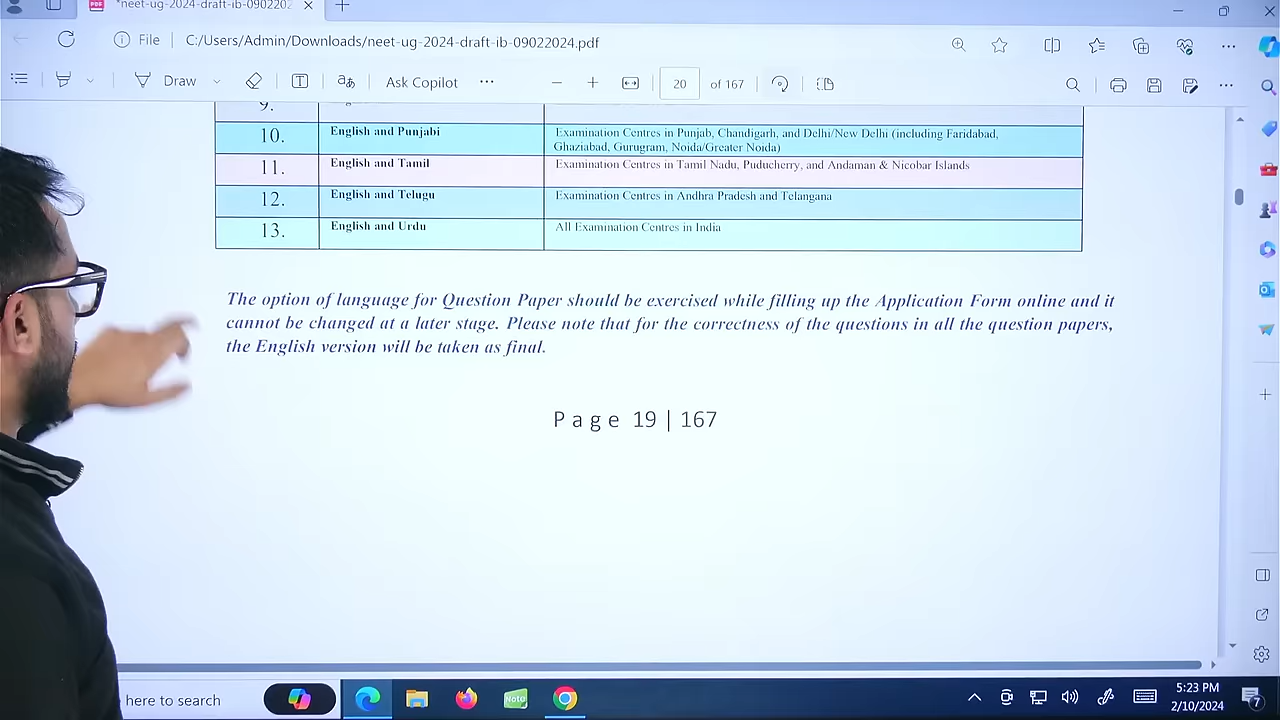 *neet-ug-2024-draft-ib-0902202
File
C:/Users/Admin/Downloads/neet-ug-2024-draft-ib-09022024.pdf
Draw
Ask Copilot
20
of 167
9.
10.
English and Punjabi
Examination Centres in Punjab, Chandigarh, and Delhi/New Delhi (including Faridabad,
Ghaziabad, Gurugram, Noida/Greater Noida)
11.
English and Tamil
Examination Centres in Tamil Nadu, Puducherry, and Andaman & Nicobar Islands
12.
English and Telugu
Examination Centres in Andhra Pradesh and Telangana
13.
English and Urdu
All Examination Centres in India
The option of language for Question Paper should be exercised while filling up the Application Form online and it
cannot be changed at a later stage. Please note that for the correctness of the questions in all the question papers,
the English version will be taken as final.
Page 19 | 167
here to search
Note
5:23 PM
2/10/2024
7